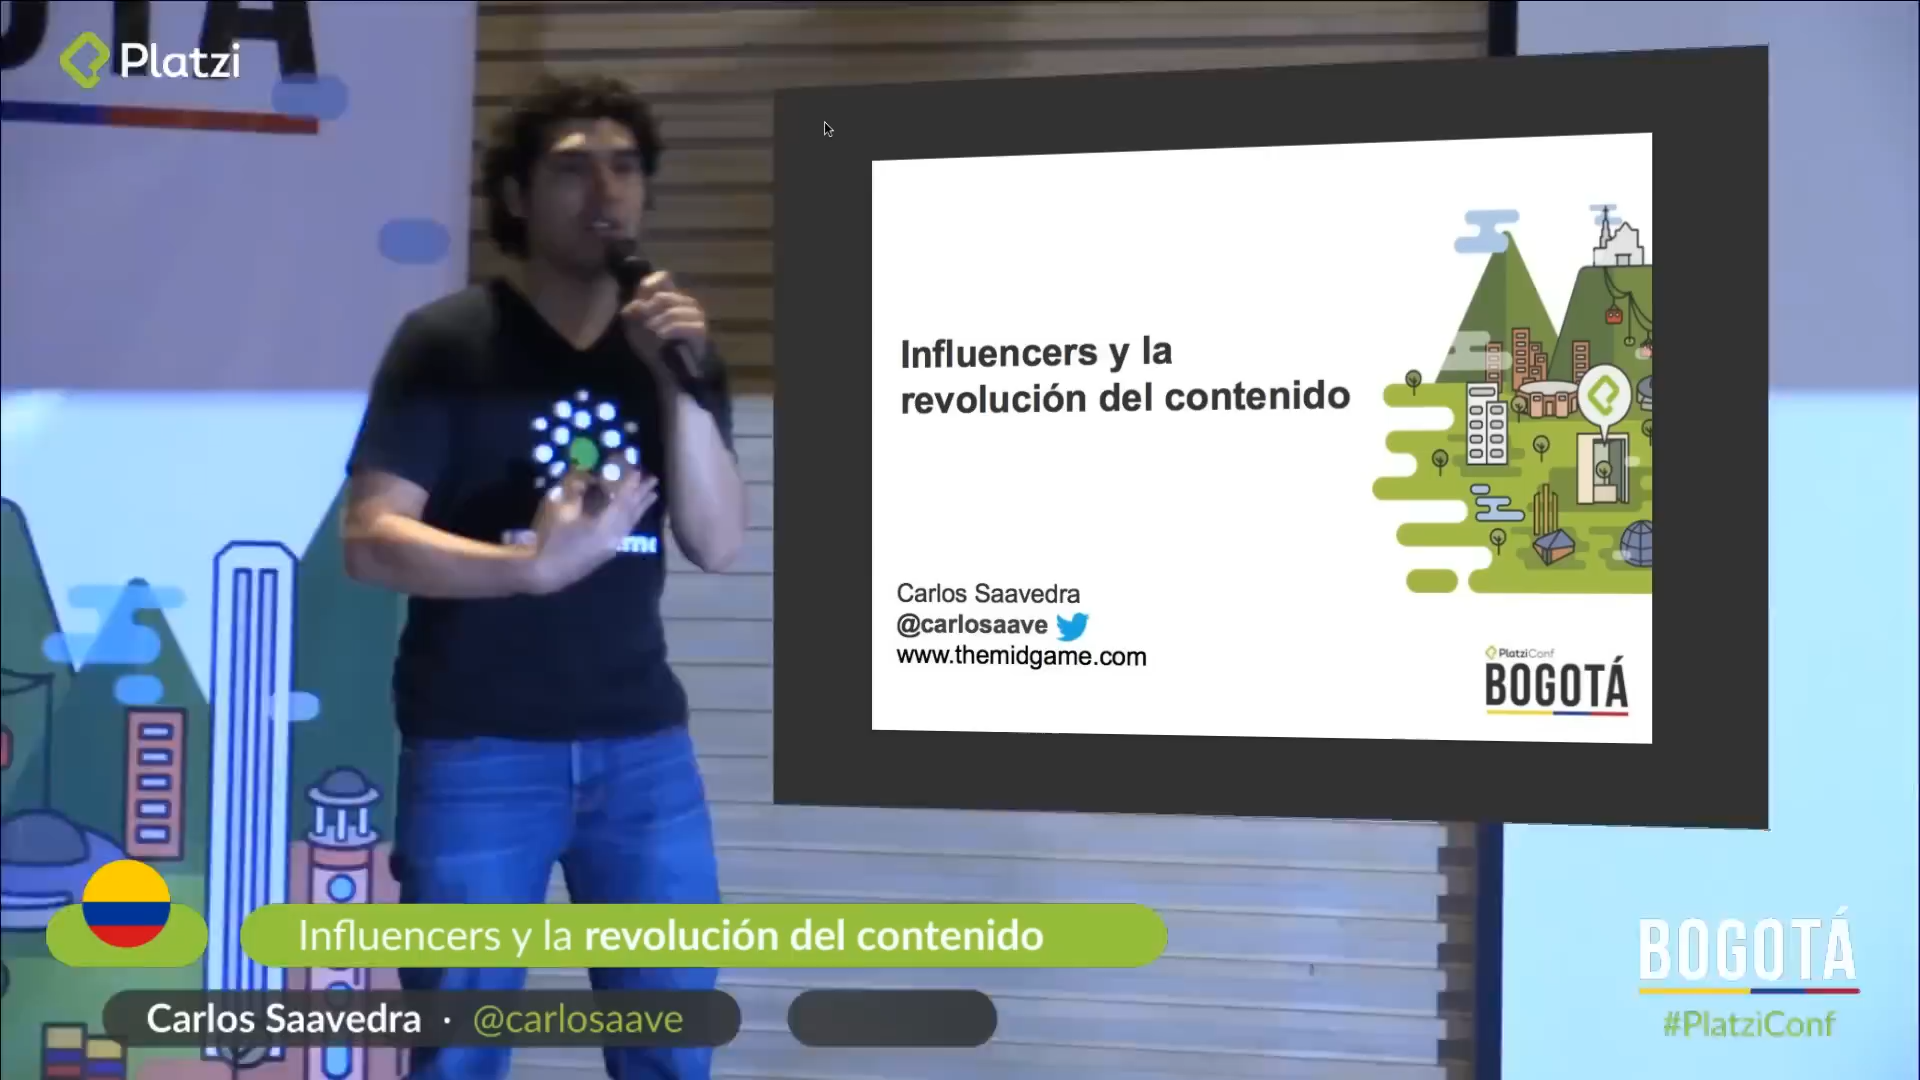 Platzi
Influencers y la
revolución del contenido
Carlos Saavedra
@carlosaave
www.themidgame.com
PlatziConf
BOGOTÁ
Influencers y la revolución del contenido
Carlos Saavedra · @carlosaave
BOGOTÁ
#PlatziConf